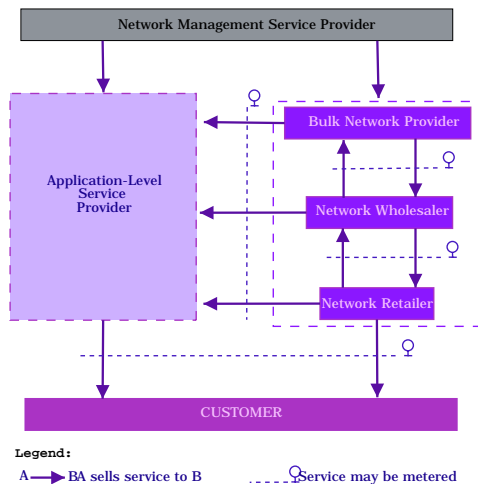 Network Management Service Provider
Bulk Network Provider
Application-Level
Service
Provider
Network Wholesaler
Network Retailer
CUSTOMER
Legend:
A BA sells service to B
Service may be metered